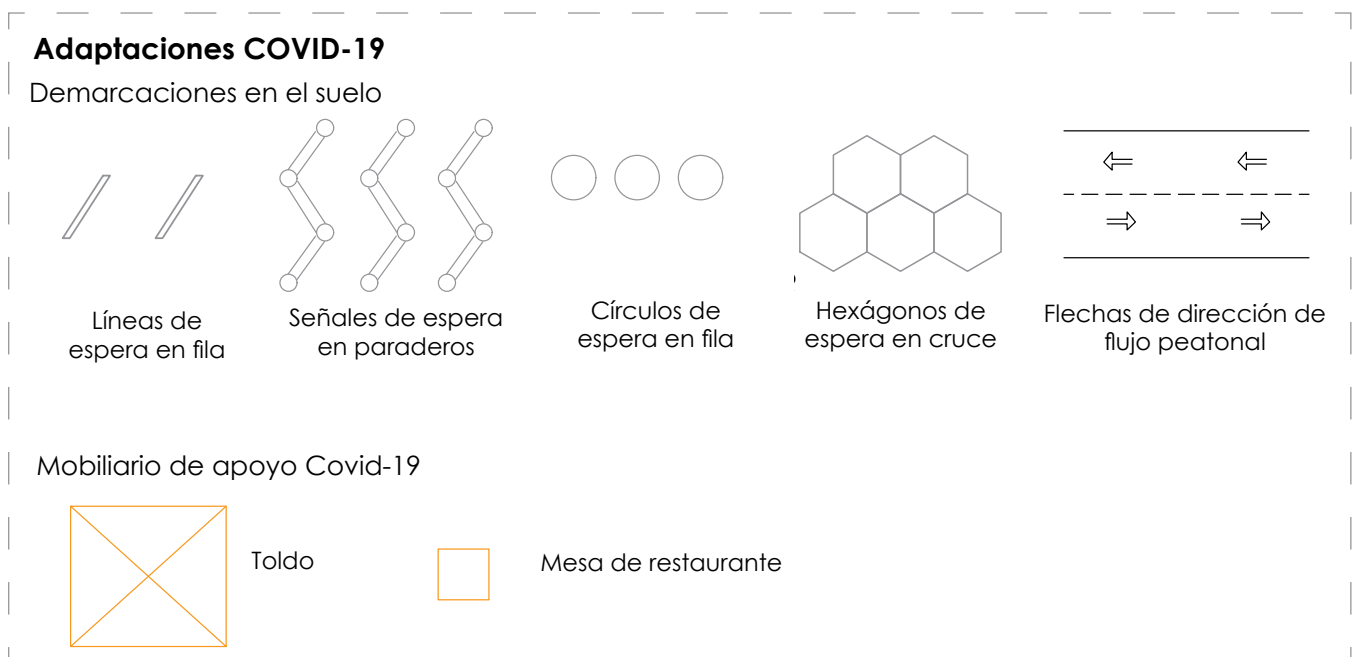 Adaptaciones COVID-19
Demarcaciones en el suelo
Líneas de
espera en fila
Señales de espera
en paraderos
Círculos de
espera en fila
Hexágonos de
espera en cruce
Flechas de dirección de
flujo peatonal
Mobiliario de apoyo Covid-19
Toldo
Mesa de restaurante